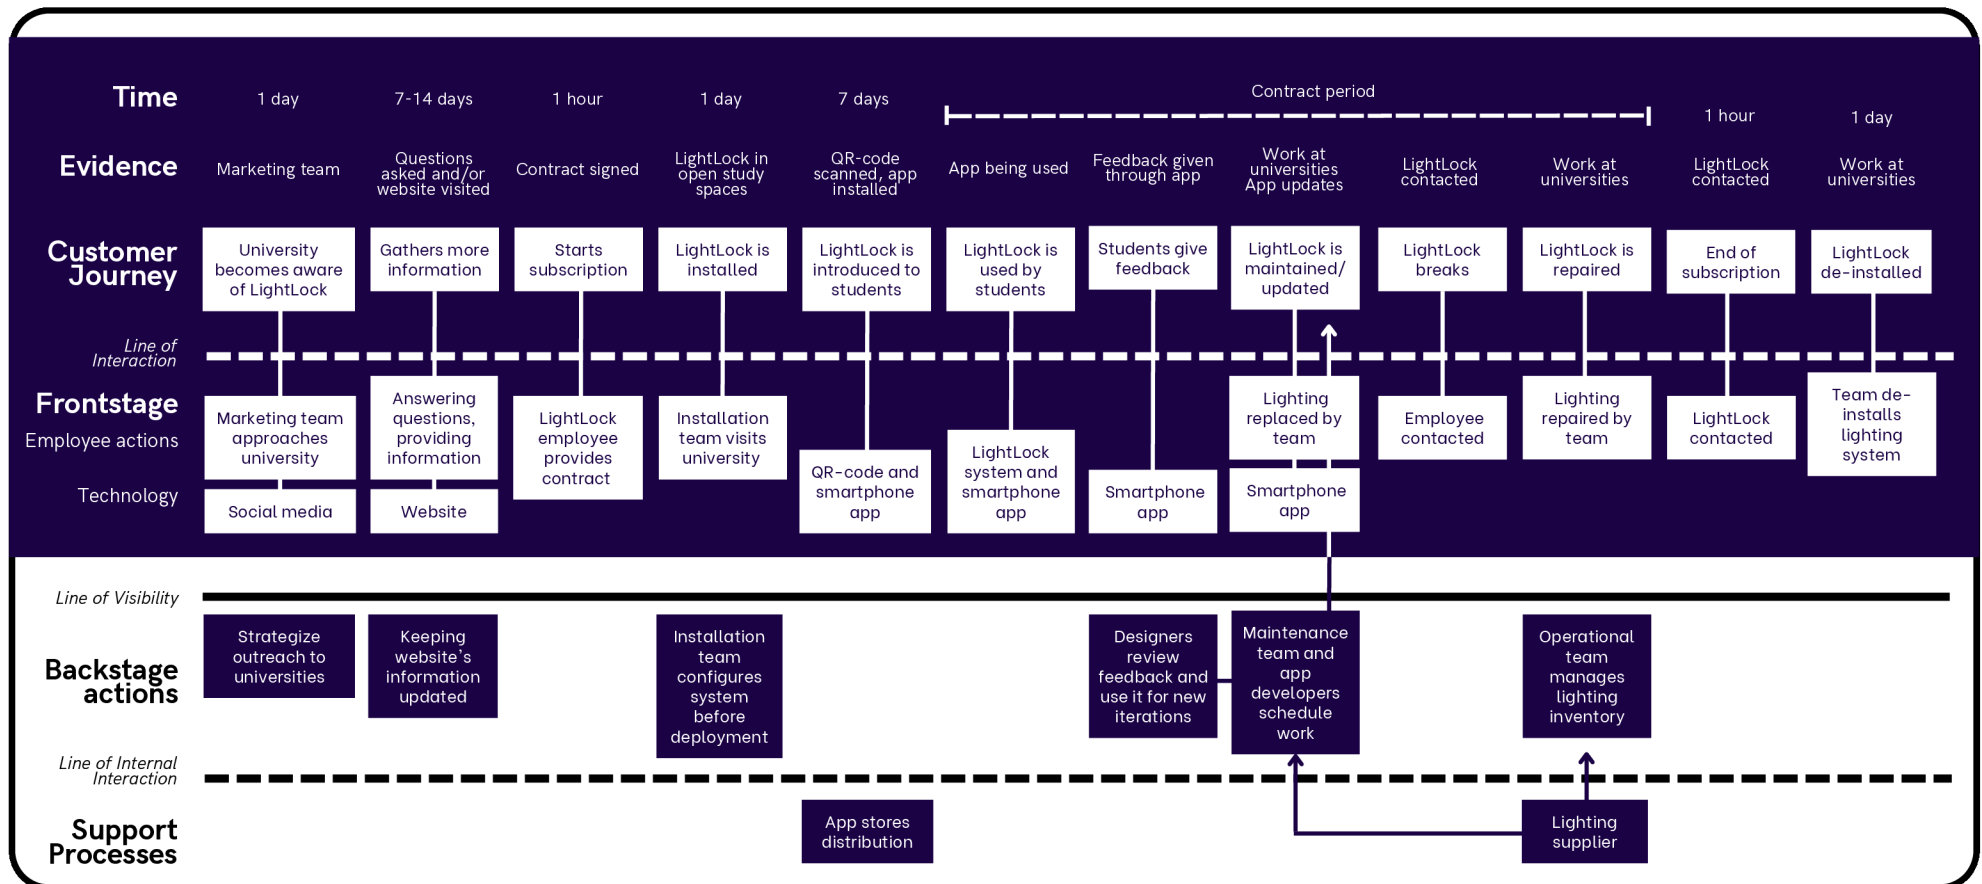 Time
1 day
7-14 days
1 hour
1 day
7 days
Contract period
1 hour
1 day
Evidence
Marketing team
Questions
asked and/or
website visited
Contract signed
LightLock in
open study
spaces
QR-code
scanned, app
installed
App being used
Feedback given
through app
Work at
universities
App updates
LightLock
contacted
Work at
universities
LightLock
contacted
Work at
universities
Customer
Journey
University
becomes aware
of LightLock
Gathers more
information
Starts
subscription
LightLock is
installed
LightLock is
introduced to
students
LightLock is
used by
students
Students give
feedback
LightLock is
maintained/
updated
LightLock
breaks
LightLock is
repaired
End of
subscription
LightLock
de-installed
Line of
Interaction
Frontstage
Employee actions
Technology
Marketing team
approaches
university
Social media
Answering
questions,
providing
information
Website
LightLock
employee
provides
contract
Installation
team visits
university
QR-code and
smartphone
app
LightLock
system and
smartphone
app
Smartphone
app
Lighting
replaced by
team
Smartphone
app
Employee
contacted
Lighting
repaired by
team
LightLock
contacted
Team de-
installs
lighting
system
Line of Visibility
Backstage
actions
Strategize
outreach to
universities
Keeping
website's
information
updated
Installation
team
configures
system
before
deployment
Designers
review
feedback and
use it for new
iterations
Maintenance
team and
app
developers
schedule
work
Operational
team
manages
lighting
inventory
Line of Internal
Interaction
Support
Processes
App stores
distribution
Lighting
supplier